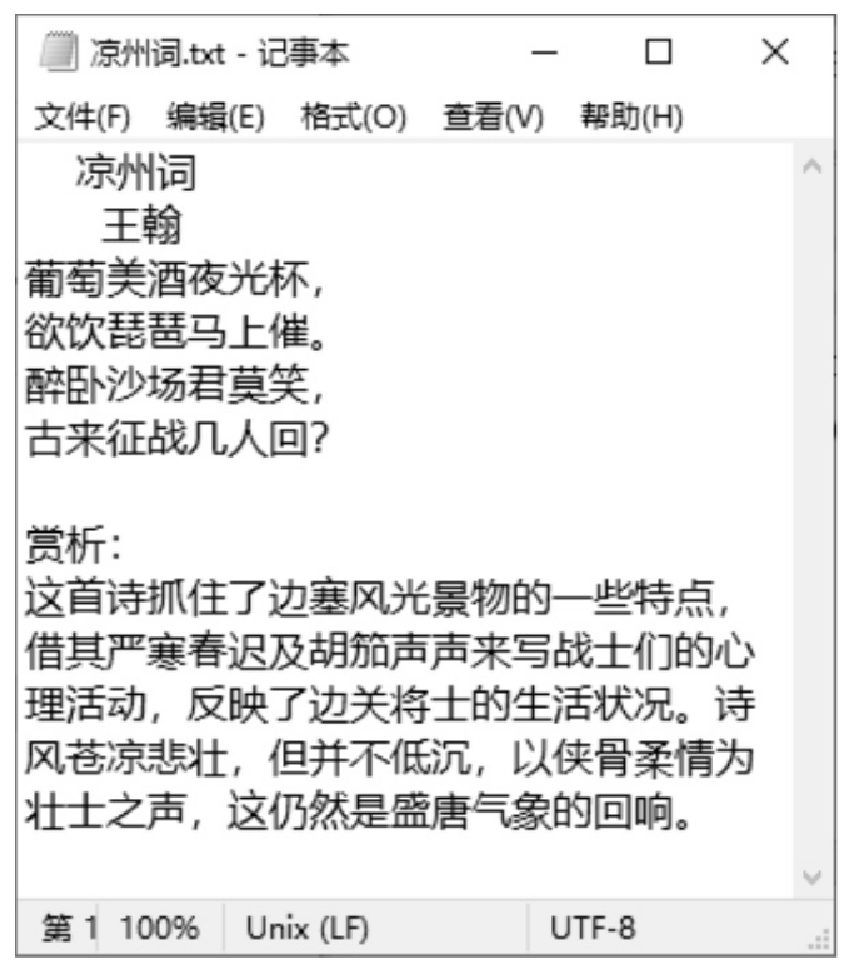 凉州词.txt - 记事本
文件(F) 编辑(E) 格式(O) 查看(V) 帮助(H)
凉州词
王翰
葡萄美酒夜光杯，
欲饮琵琶马上催。
醉卧沙场君莫笑，
古来征战几人回？
赏析：
这首诗抓住了边塞风光景物的一些特点，
借其严寒春迟及胡笳声声来写战士们的心
理活动，反映了边关将士的生活状况。诗
风苍凉悲壮，但并不低沉，以侠骨柔情为
壮士之声，这仍然是盛唐气象的回响。
第 1 100% Unix (LF) UTF-8